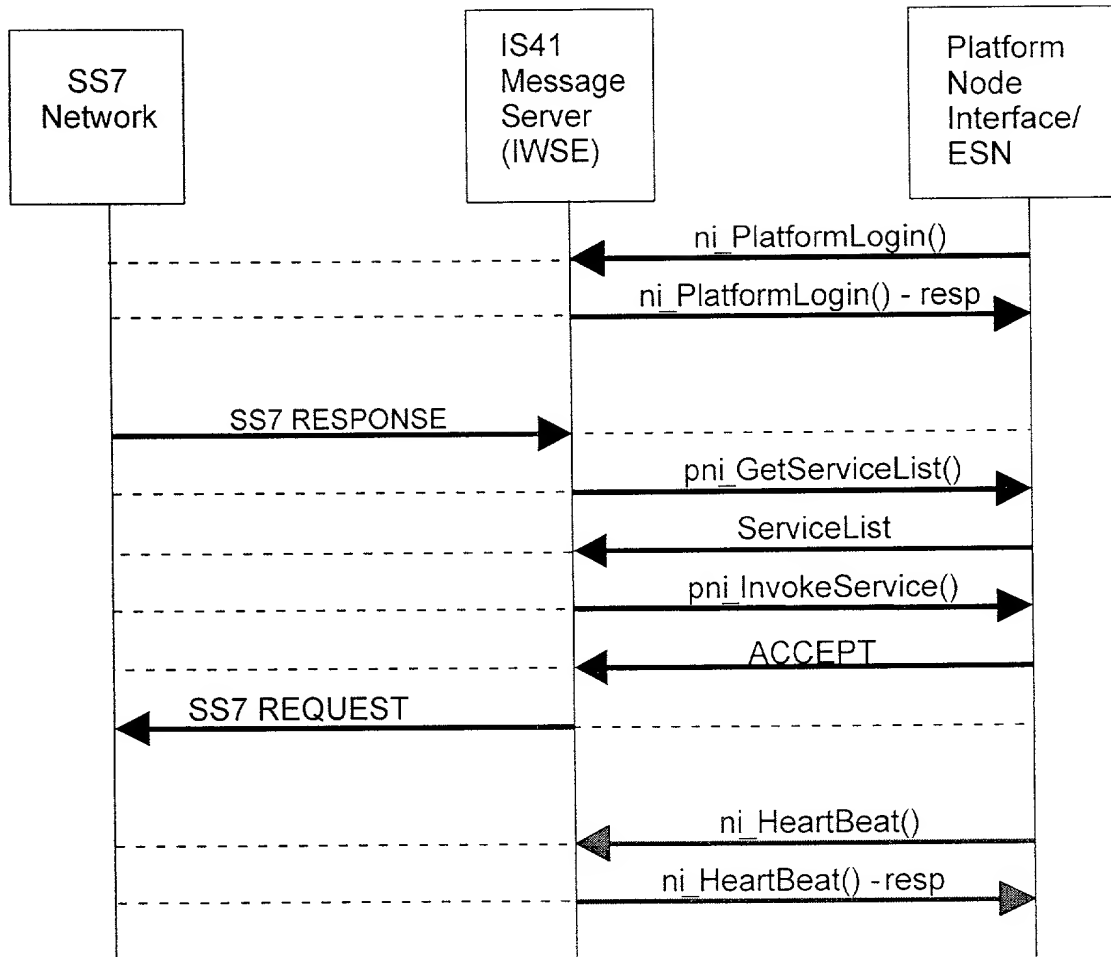 SS7
Network
IS41
Message
Server
(IWSE)
Platform
Node
Interface/
ESN
ni_PlatformLogin()
ni_PlatformLogin() - resp
SS7 RESPONSE
pni_GetServiceList()
ServiceList
pni_InvokeService()
ACCEPT
SS7 REQUEST
ni_HeartBeat()
ni_HeartBeat() -resp